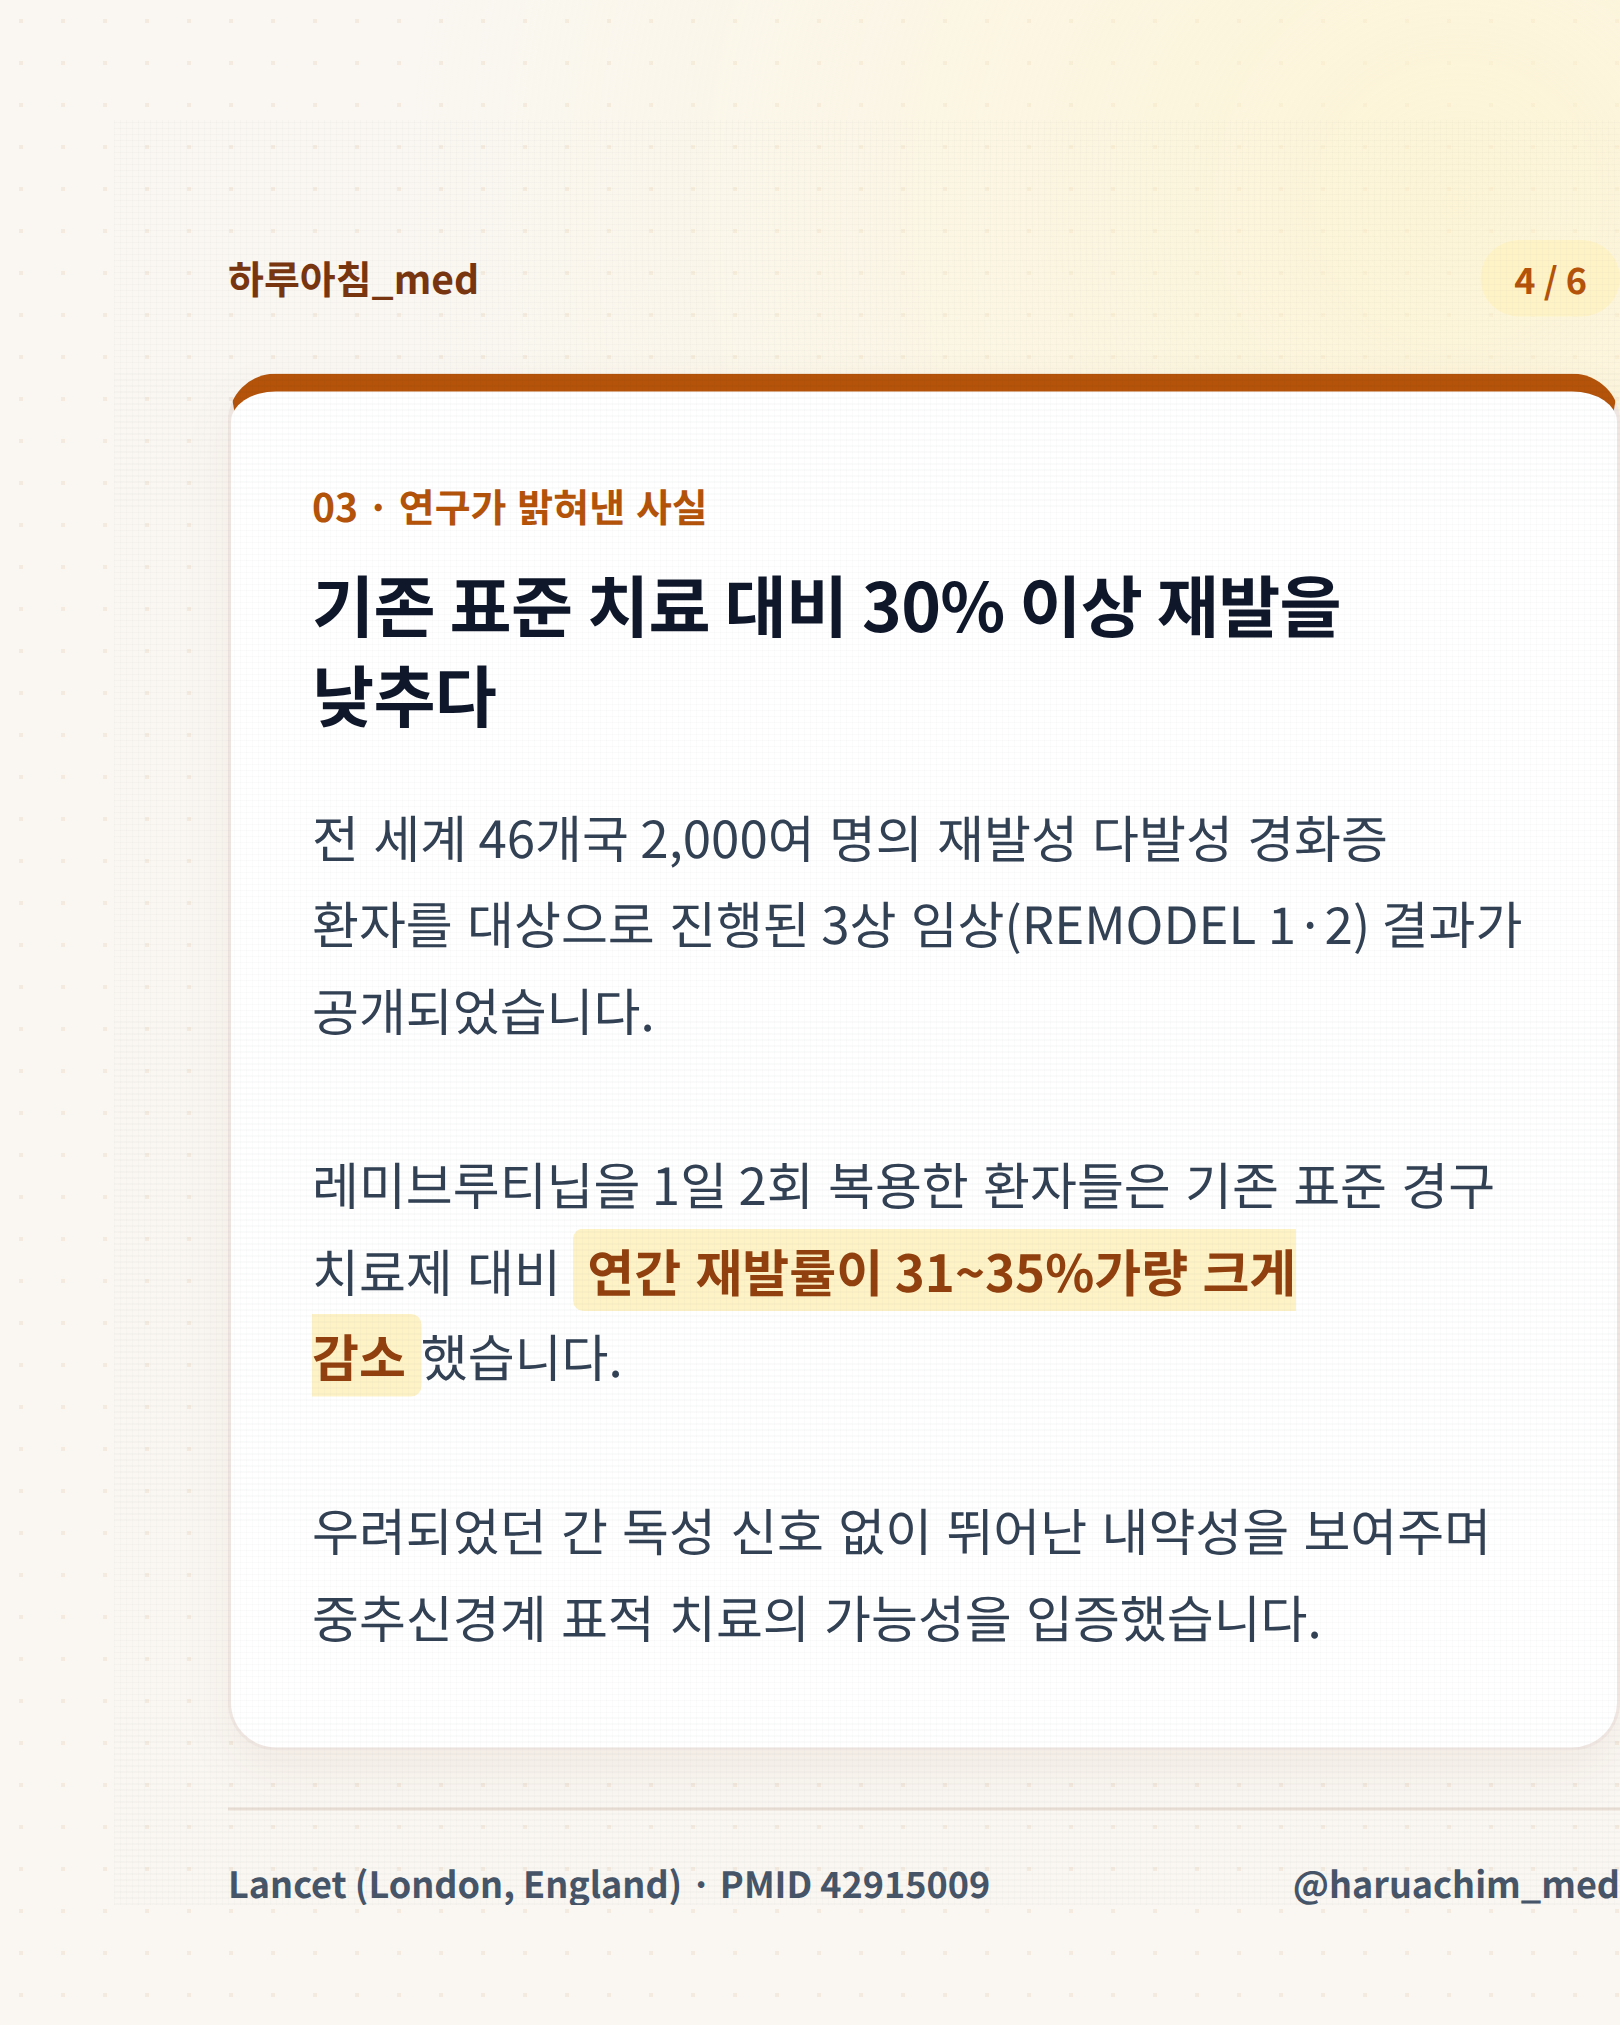 하루아침_med
4 / 6
03 · 연구가 밝혀낸 사실
기존 표준 치료 대비 30% 이상 재발을
낮추다
전 세계 46개국 2,000여 명의 재발성 다발성 경화증
환자를 대상으로 진행된 3상 임상(REMODEL 1·2) 결과가
공개되었습니다.
레미브루티닙을 1일 2회 복용한 환자들은 기존 표준 경구
치료제 대비 연간 재발률이 31~35%가량 크게
감소 했습니다.
우려되었던 간 독성 신호 없이 뛰어난 내약성을 보여주며
중추신경계 표적 치료의 가능성을 입증했습니다.
Lancet (London, England) · PMID 42915009
@haruachim_med